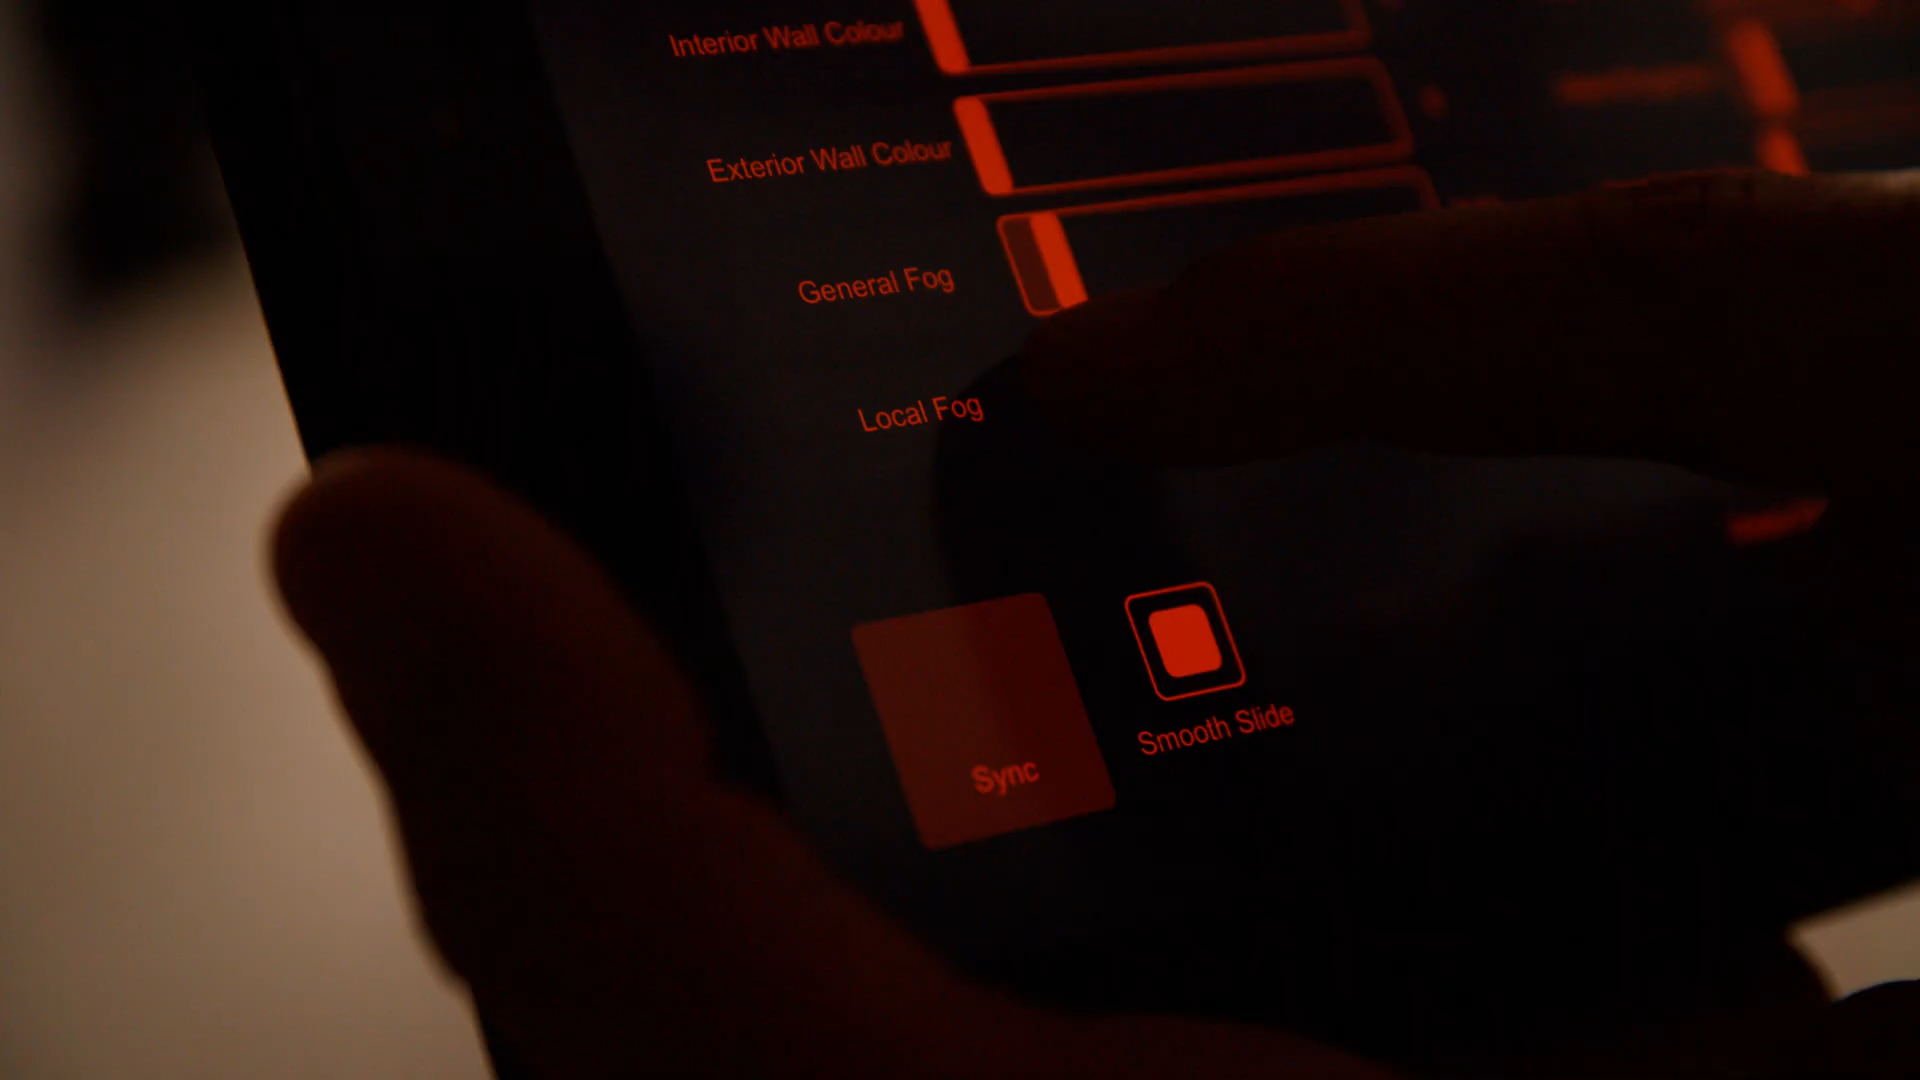 Interior Wall Colour
Exterior Wall Colour
General Fog
Local Fog
Sync
Smooth Slide